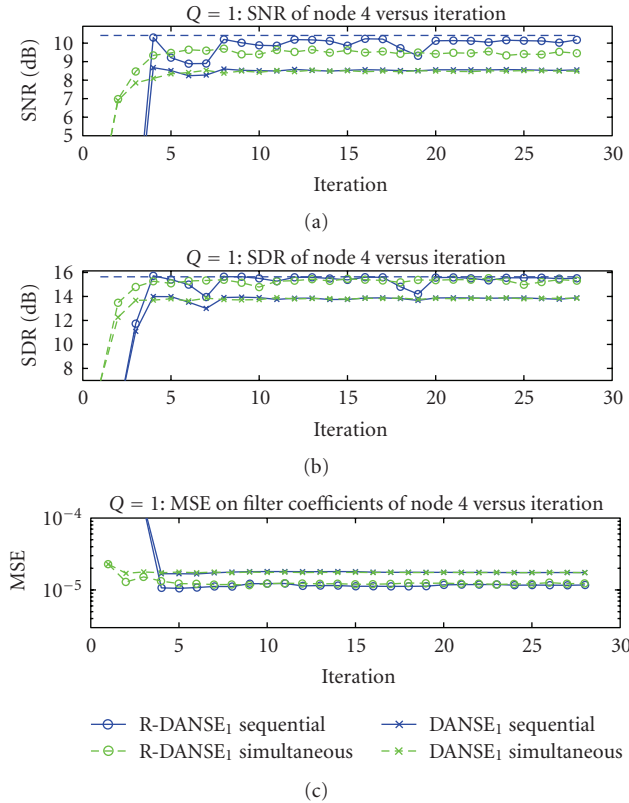 Q = 1: SNR of node 4 versus iteration
SNR (dB)
10
9
8
7
6
5
0 5 10 15 20 25 30
Iteration
(a)
Q = 1: SDR of node 4 versus iteration
SDR (dB)
16
14
12
10
8
0 5 10 15 20 25 30
Iteration
(b)
Q = 1: MSE on filter coefficients of node 4 versus iteration
MSE
10⁻⁴
10⁻⁵
0 5 10 15 20 25 30
Iteration
R-DANSE₁ sequential
R-DANSE₁ simultaneous
DANSE₁ sequential
DANSE₁ simultaneous
(c)